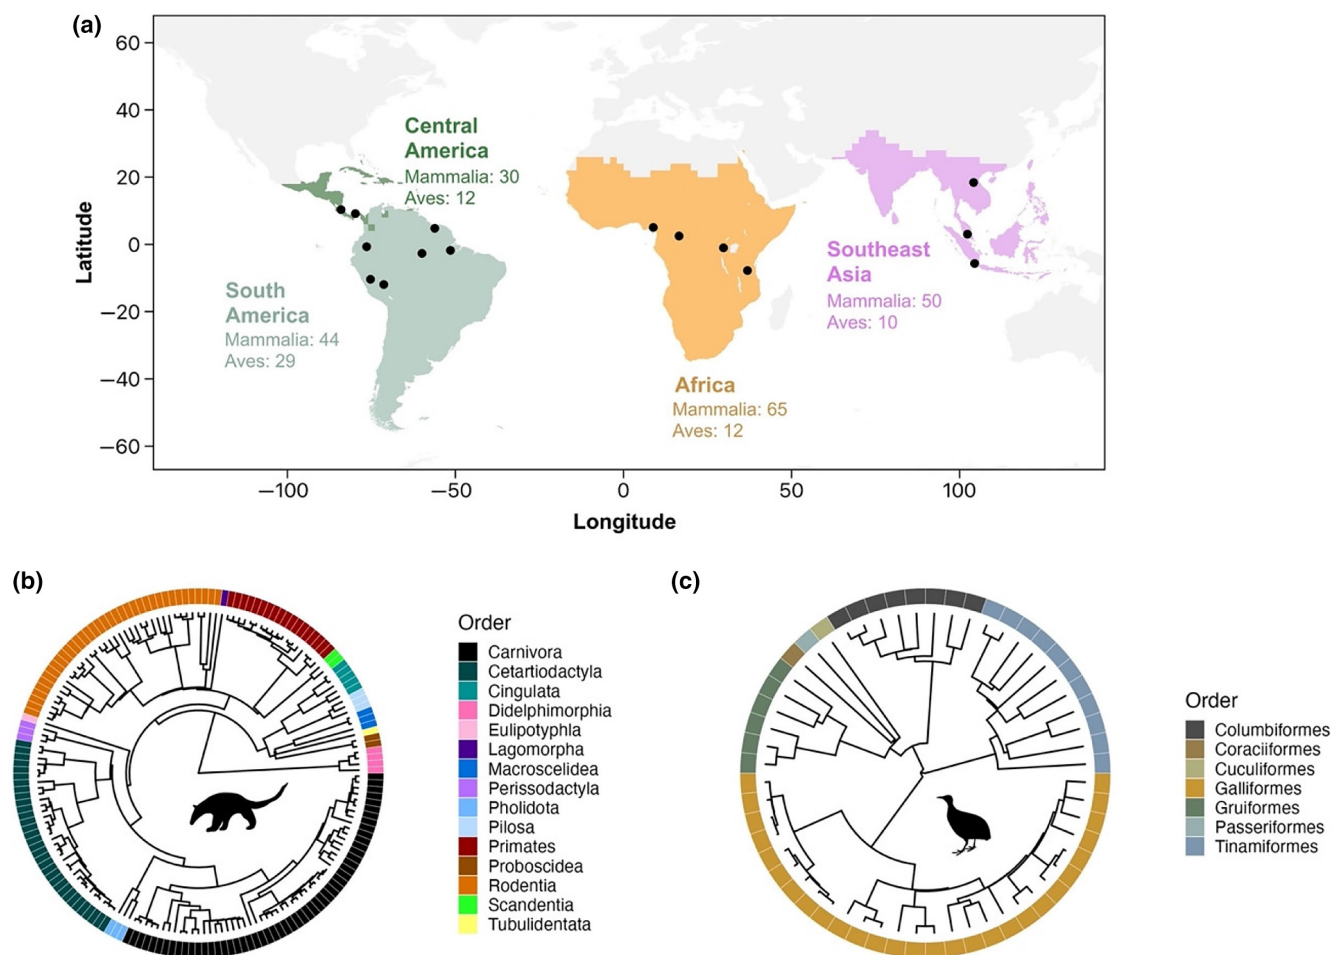 (a)
60
40
20
0
−20
−40
−60
Latitude
Central
America
Mammalia: 30
Aves: 12
South
America
Mammalia: 44
Aves: 29
Southeast
Asia
Mammalia: 50
Aves: 10
Africa
Mammalia: 65
Aves: 12
−100 −50 0 50 100
Longitude
(b)
Order
Carnivora
Cetartiodactyla
Cingulata
Didelphimorphia
Eulipotyphla
Lagomorpha
Macroscelidea
Perissodactyla
Pholidota
Pilosa
Primates
Proboscidea
Rodentia
Scandentia
Tubulidentata
(c)
Order
Columbiformes
Coraciiformes
Cuculiformes
Galliformes
Gruiformes
Passeriformes
Tinamiformes